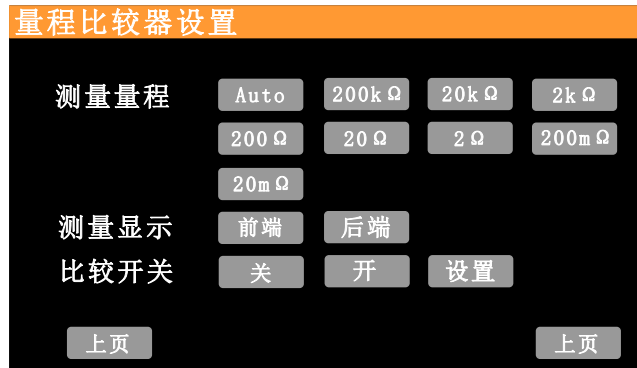 量程比较器设置
测量量程 Auto 200kΩ 20kΩ 2kΩ
200Ω 20Ω 2Ω 200mΩ
20mΩ
测量显示 前端 后端
比较开关 关 开 设置
上页 上页